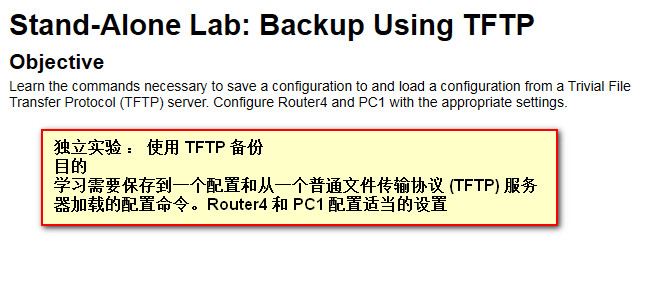 Stand-Alone Lab: Backup Using TFTP
Objective
Learn the commands necessary to save a configuration to and load a configuration from a Trivial File
Transfer Protocol (TFTP) server. Configure Router4 and PC1 with the appropriate settings.
独立实验 ： 使用 TFTP 备份
目的
学习需要保存到一个配置和从一个普通文件传输协议 (TFTP) 服务
器加载的配置命令。Router4 和 PC1 配置适当的设置